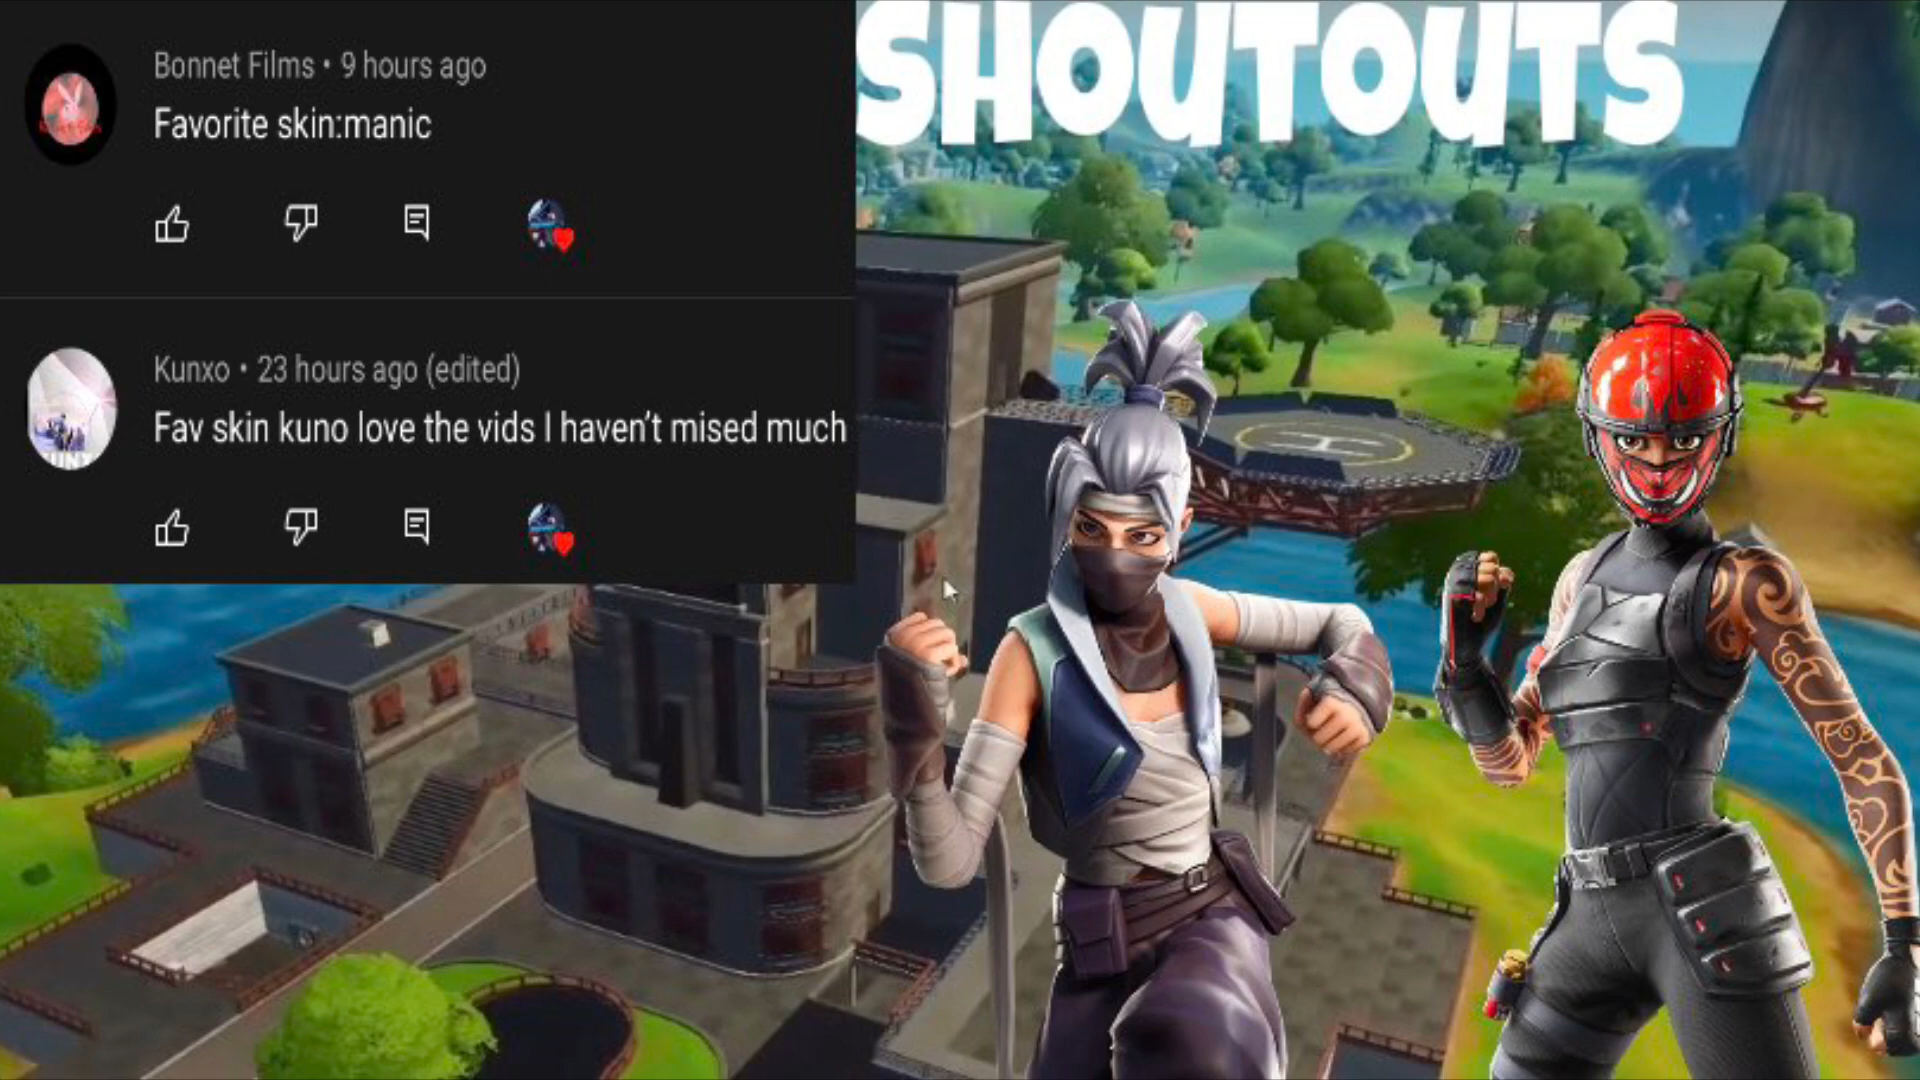 SHOUTOUTS
Bonnet Films • 9 hours ago
Favorite skin:manic
Kunxo • 23 hours ago (edited)
Fav skin kuno love the vids I haven't mised much
H